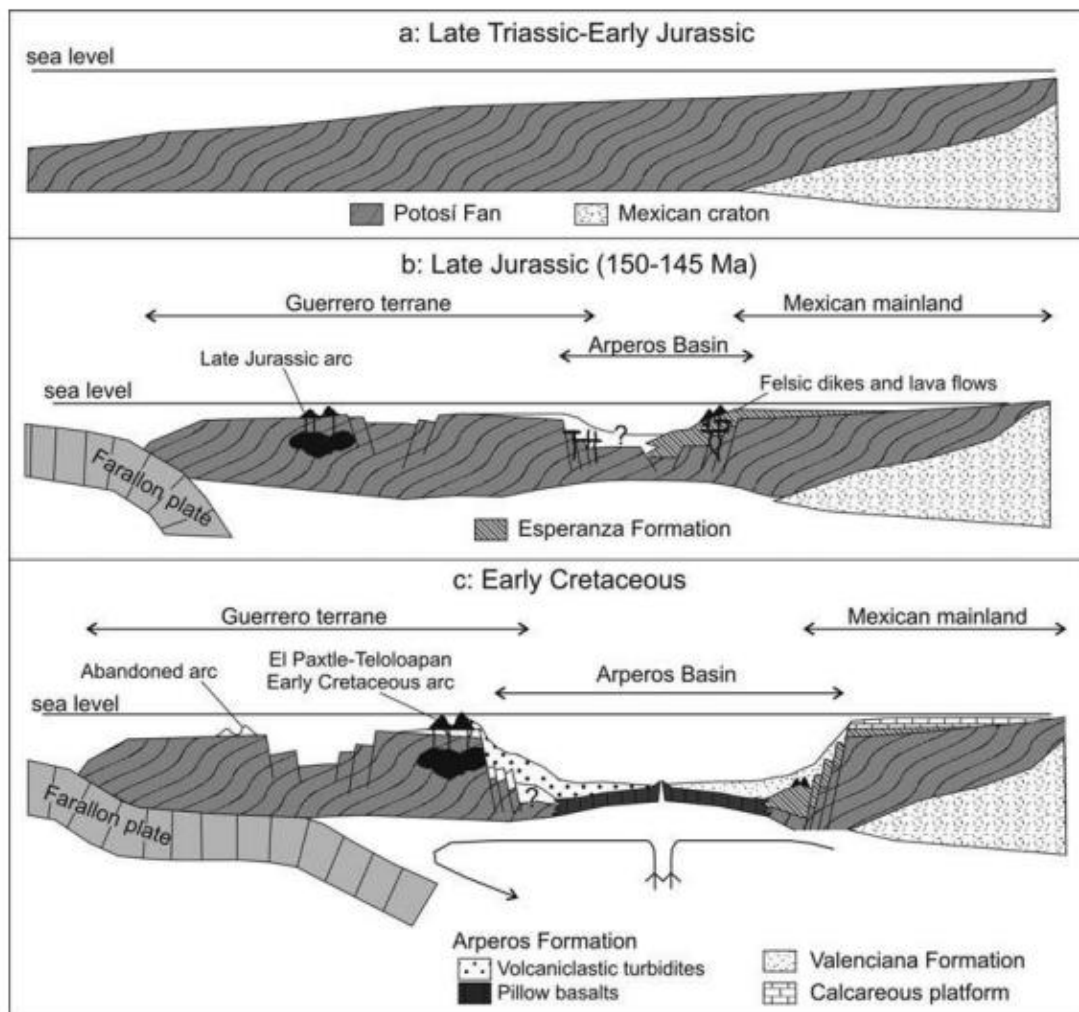 a: Late Triassic-Early Jurassic
sea level
Potosí Fan
Mexican craton
b: Late Jurassic (150-145 Ma)
Guerrero terrane
Mexican mainland
Arperos Basin
Late Jurassic arc
Felsic dikes and lava flows
sea level
?
Farallon plate
Esperanza Formation
c: Early Cretaceous
Guerrero terrane
Mexican mainland
El Paxtle-Teloloapan
Early Cretaceous arc
Abandoned arc
Arperos Basin
sea level
?
Farallon plate
Arperos Formation
Volcaniclastic turbidites
Pillow basalts
Valenciana Formation
Calcareous platform